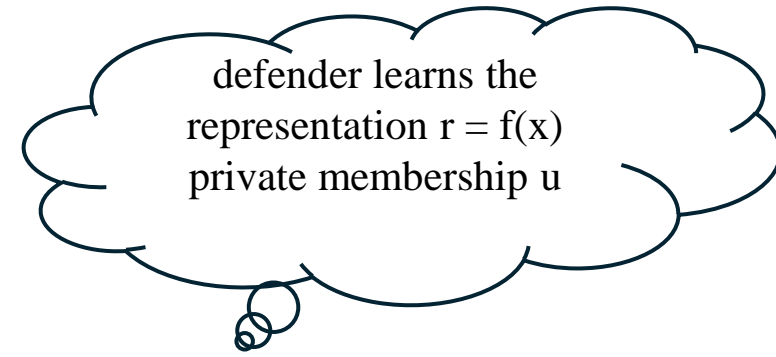 defender learns the
representation r = f(x)
private membership u